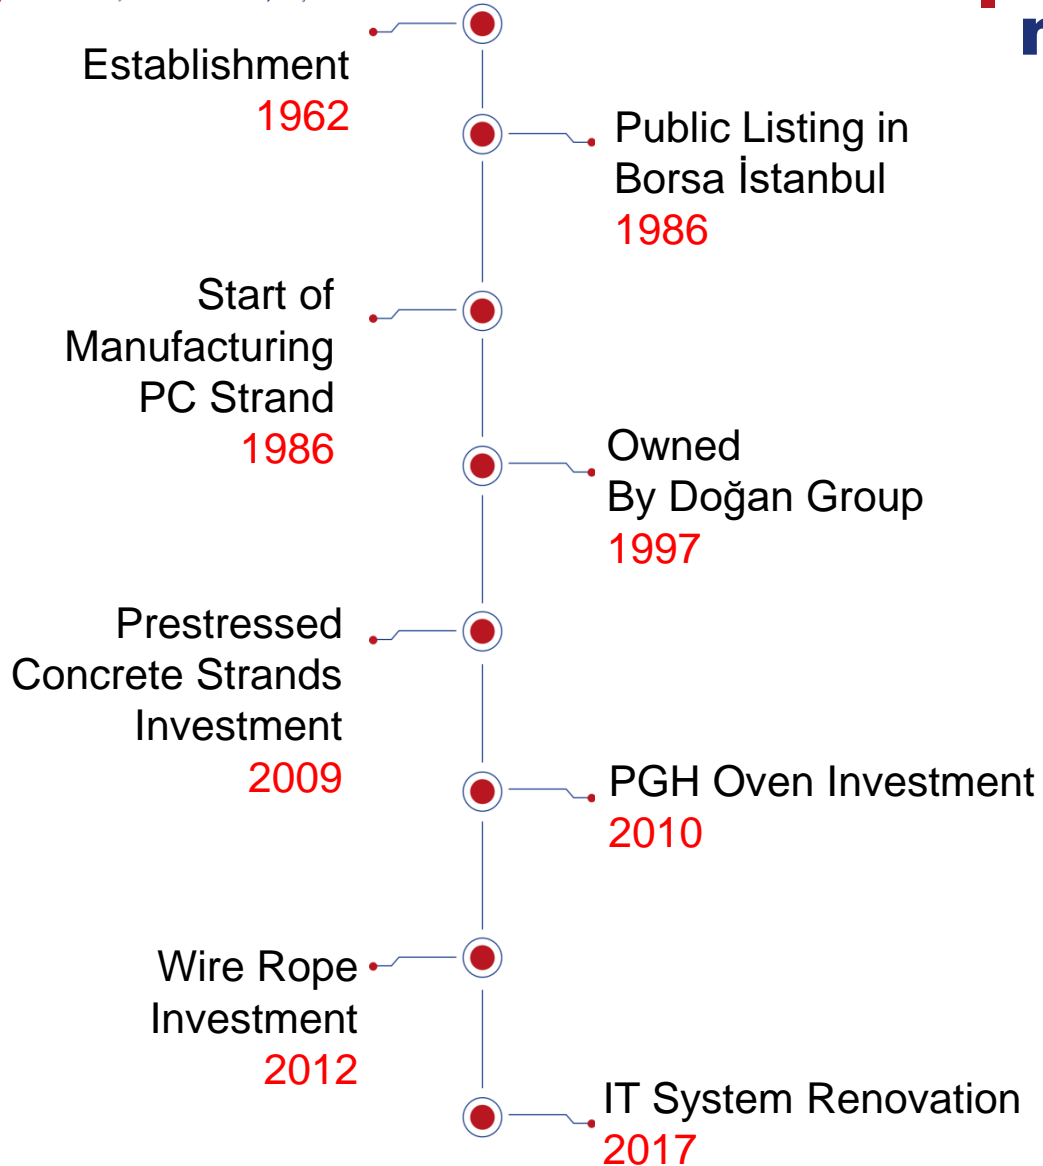 Establishment
1962
Public Listing in
Borsa İstanbul
1986
Start of
Manufacturing
PC Strand
1986
Owned
By Doğan Group
1997
Prestressed
Concrete Strands
Investment
2009
PGH Oven Investment
2010
Wire Rope
Investment
2012
IT System Renovation
2017